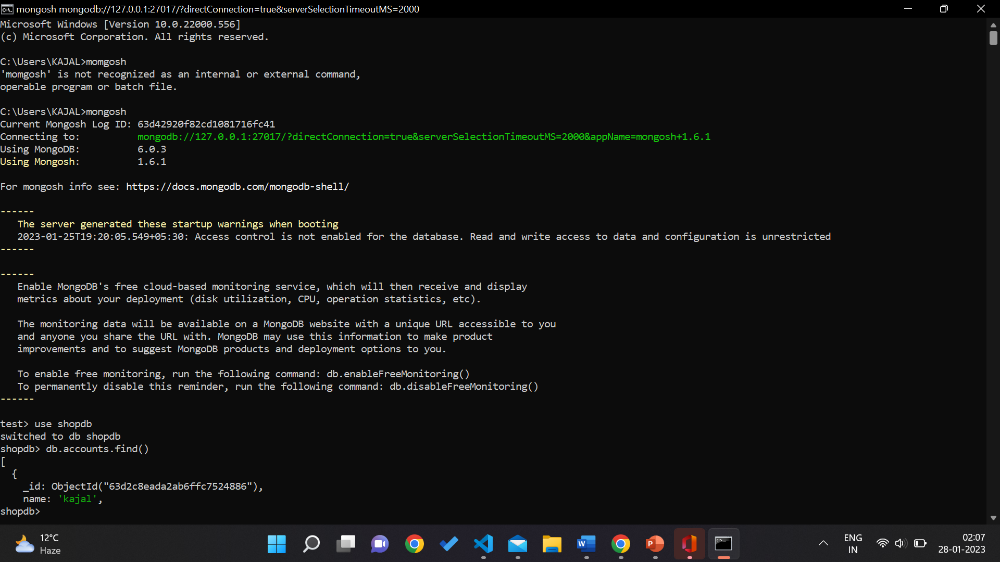 mongosh mongodb://127.0.0.1:27017/?directConnection=true&serverSelectionTimeoutMS=2000
Microsoft Windows [Version 10.0.22000.556]
(c) Microsoft Corporation. All rights reserved.
C:\Users\KAJAL>momgosh
'momgosh' is not recognized as an internal or external command,
operable program or batch file.
C:\Users\KAJAL>mongosh
Current Mongosh Log ID: 63d42920f82cd1081716fc41
Connecting to: mongodb://127.0.0.1:27017/?directConnection=true&serverSelectionTimeoutMS=2000&appName=mongosh+1.6.1
Using MongoDB: 6.0.3
Using Mongosh: 1.6.1
For mongosh info see: https://docs.mongodb.com/mongodb-shell/
------
The server generated these startup warnings when booting
2023-01-25T19:20:05.549+05:30: Access control is not enabled for the database. Read and write access to data and configuration is unrestricted
------
------
Enable MongoDB's free cloud-based monitoring service, which will then receive and display
metrics about your deployment (disk utilization, CPU, operation statistics, etc).
The monitoring data will be available on a MongoDB website with a unique URL accessible to you
and anyone you share the URL with. MongoDB may use this information to make product
improvements and to suggest MongoDB products and deployment options to you.
To enable free monitoring, run the following command: db.enableFreeMonitoring()
To permanently disable this reminder, run the following command: db.disableFreeMonitoring()
------
test> use shopdb
switched to db shopdb
shopdb> db.accounts.find()
[
{
_id: ObjectId("63d2c8eada2ab6ffc7524886"),
name: 'kajal',
shopdb>
12°C
Haze
ENG
IN
02:07
28-01-2023